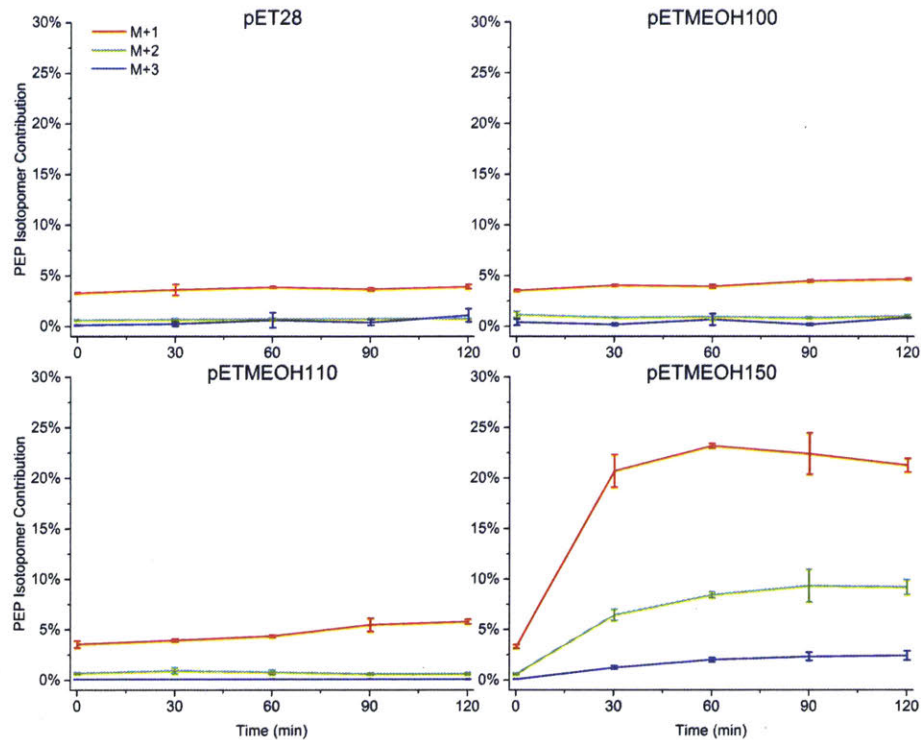 pET28
M+1
M+2
M+3
30%
25%
20%
15%
10%
5%
0%
PEP Isotopomer Contribution
0 30 60 90 120
pETMEOH100
30%
25%
20%
15%
10%
5%
0%
0 30 60 90 120
pETMEOH110
30%
25%
20%
15%
10%
5%
0%
PEP Isotopomer Contribution
0 30 60 90 120
Time (min)
pETMEOH150
30%
25%
20%
15%
10%
5%
0%
0 30 60 90 120
Time (min)